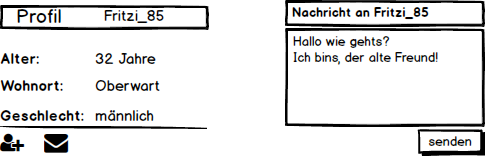 Profil Fritzi_85
Alter: 32 Jahre
Wohnort: Oberwart
Geschlecht: männlich
Nachricht an Fritzi_85
Hallo wie gehts?
Ich bins, der alte Freund!
senden